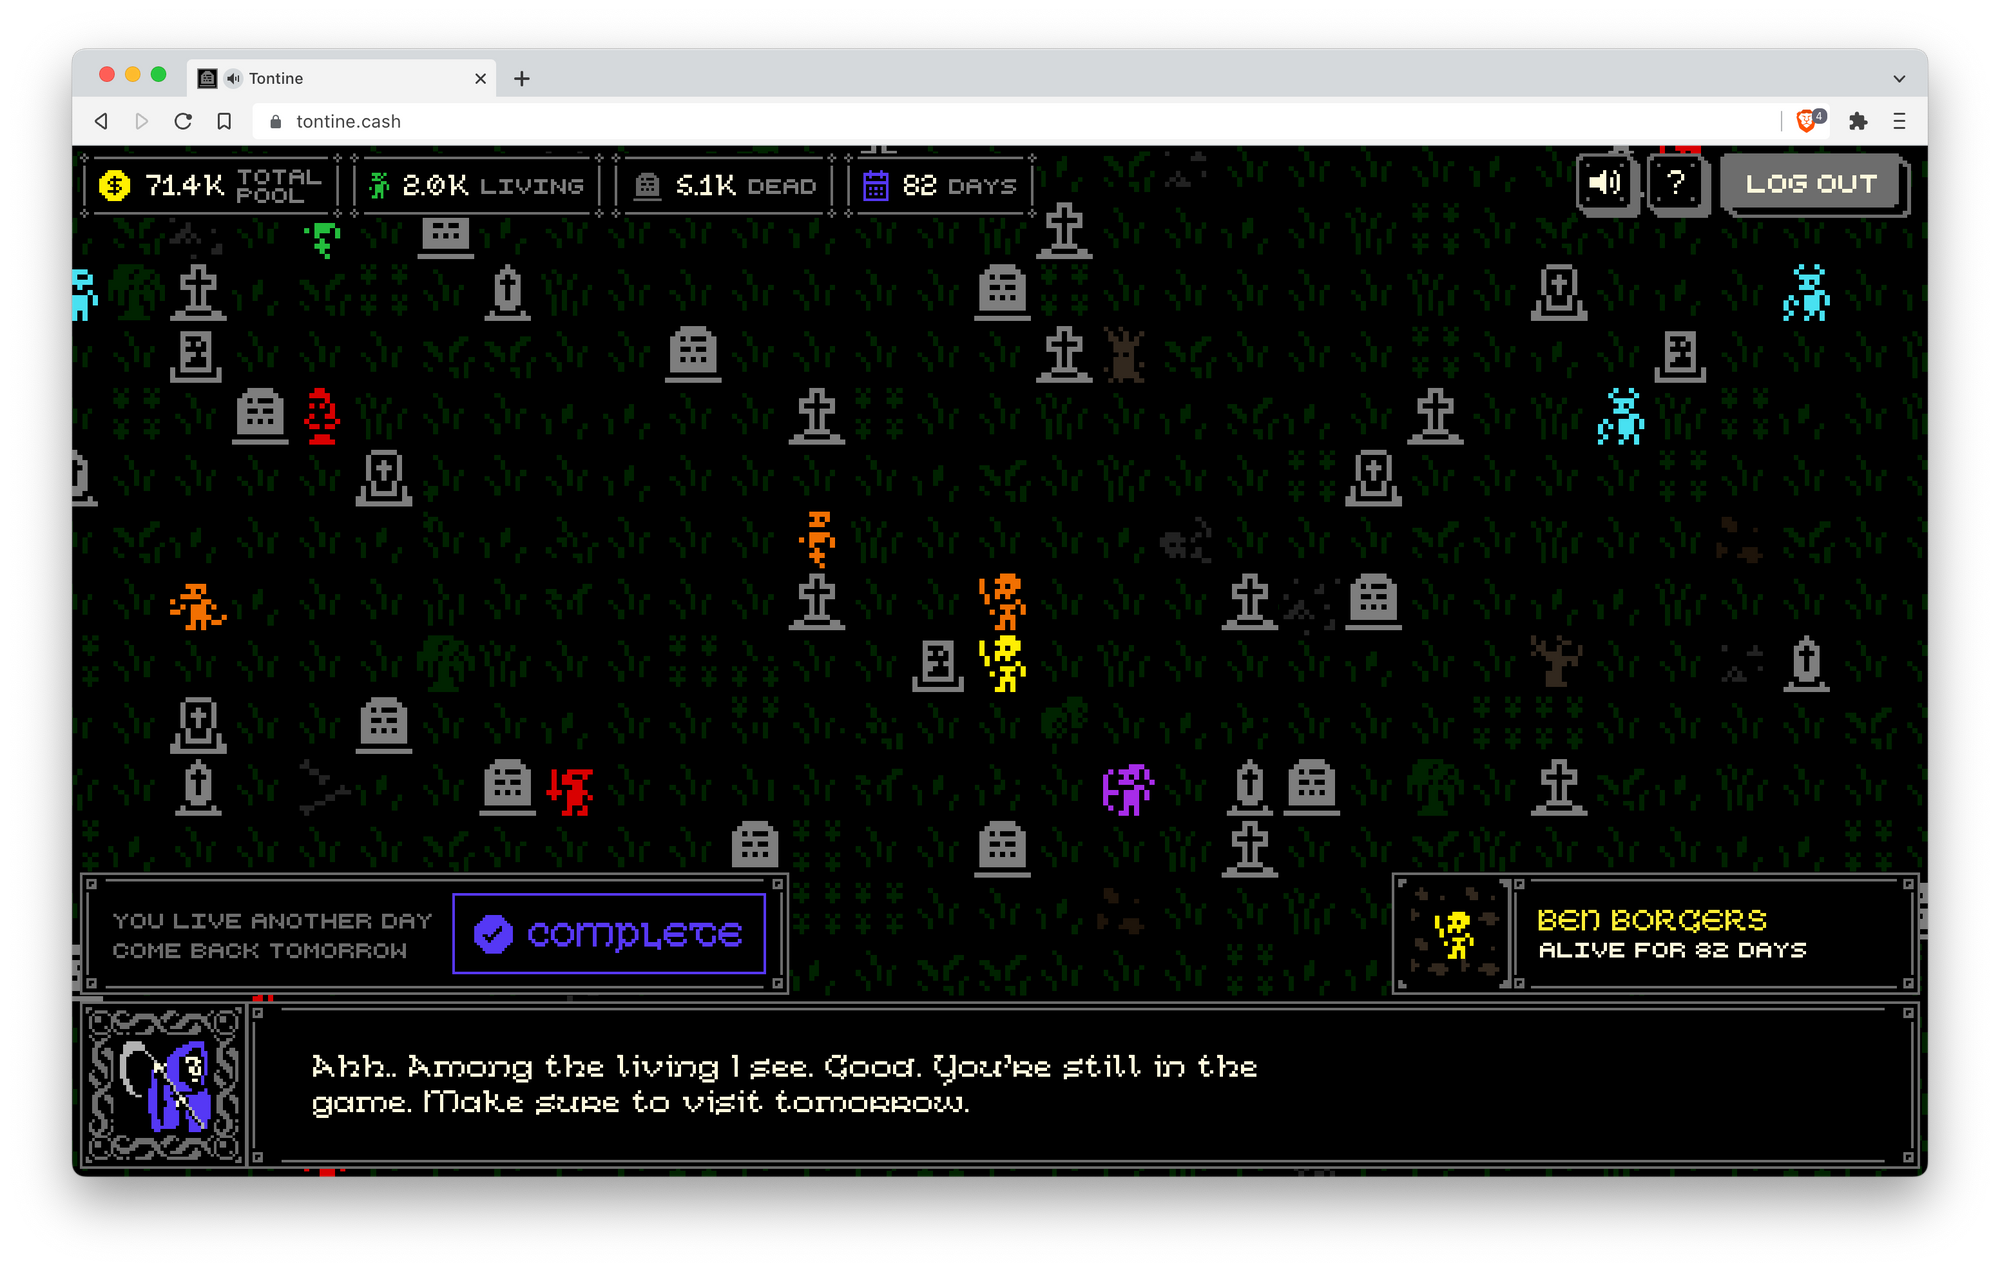 Tontine
tontine.cash
4
$ 71.4K TOTAL POOL
2.0K LIVING
5.1K DEAD
82 DAYS
?
LOG OUT
YOU LIVE ANOTHER DAY
COME BACK TOMORROW
COMPLETE
BEN BORGERS
ALIVE FOR 82 DAYS
Ahh.. Among the living I see. Good. You're still in the
game. Make sure to visit tomorrow.